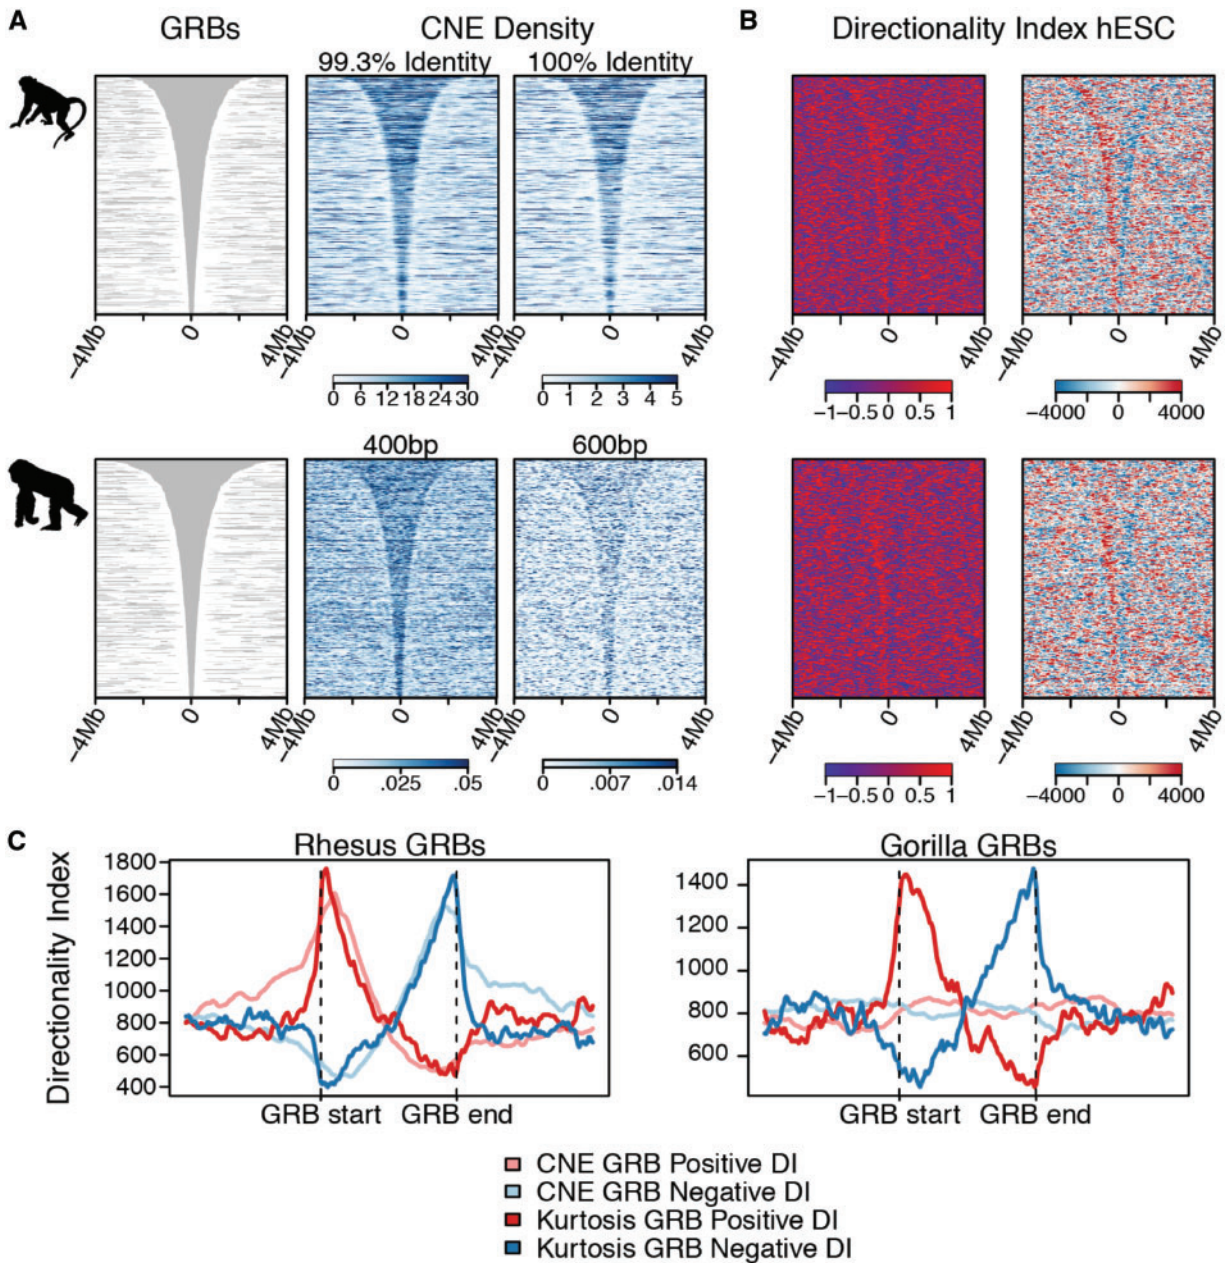 A
GRBs
CNE Density
99.3% Identity
100% Identity
−4Mb
0
4Mb
−4Mb
0
4Mb
−4Mb
0
4Mb
0 6 12 18 24 30
0 1 2 3 4 5
400bp
600bp
−4Mb
0
4Mb
−4Mb
0
4Mb
−4Mb
0
4Mb
0 .025 .05
0 .007 .014
B
Directionality Index hESC
−4Mb
0
4Mb
−4Mb
0
4Mb
−1−0.5 0 0.5 1
−4000 0 4000
−4Mb
0
4Mb
−4Mb
0
4Mb
−1−0.5 0 0.5 1
−4000 0 4000
C
Rhesus GRBs
Directionality Index
1800
1600
1400
1200
1000
800
600
400
GRB start GRB end
Gorilla GRBs
1400
1200
1000
800
600
GRB start GRB end
CNE GRB Positive DI
CNE GRB Negative DI
Kurtosis GRB Positive DI
Kurtosis GRB Negative DI